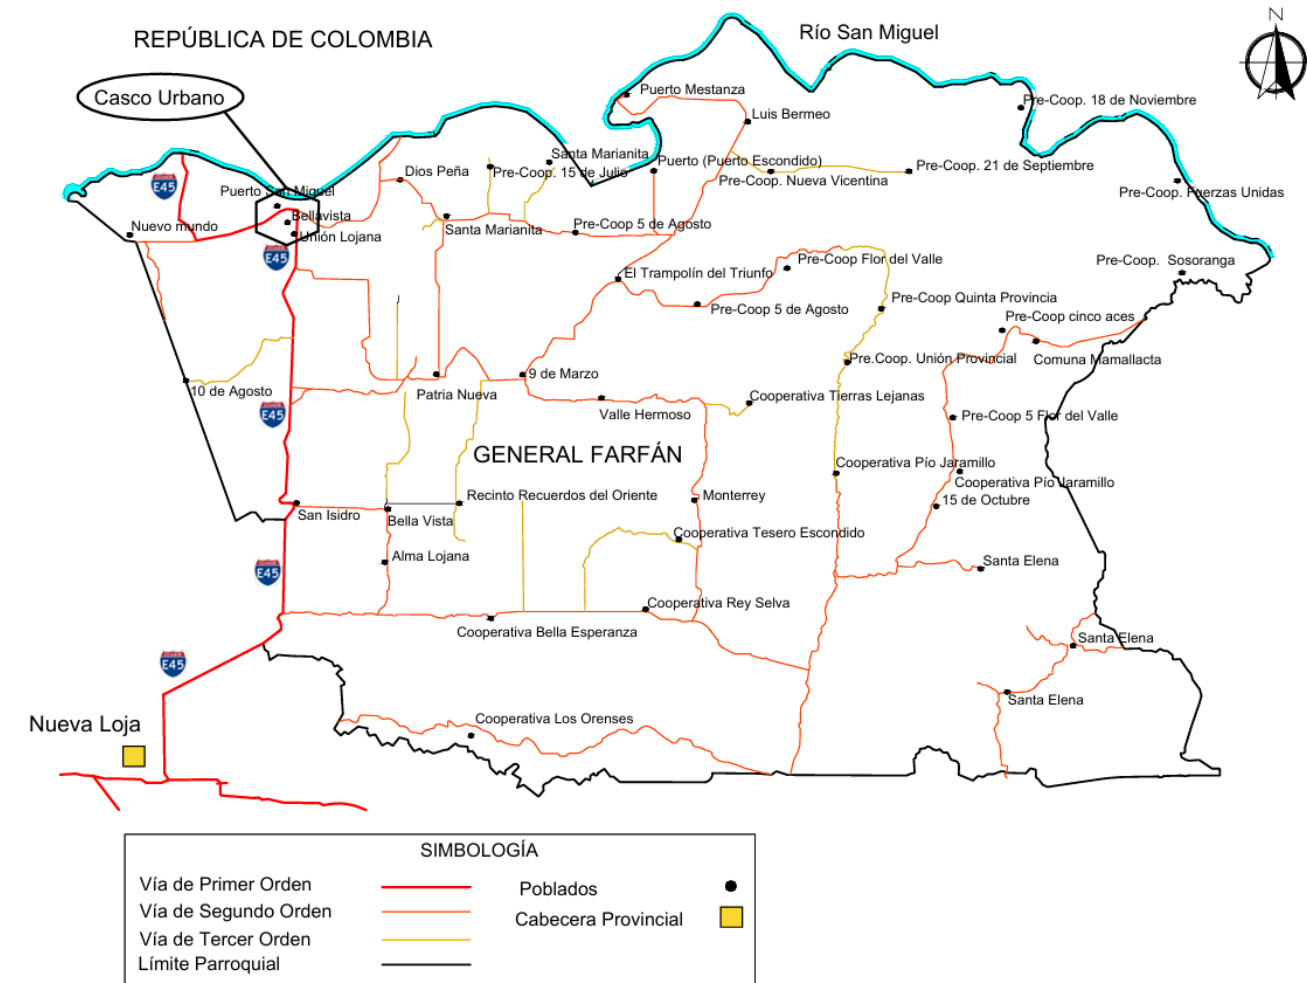 N
Río San Miguel
REPÚBLICA DE COLOMBIA
Casco Urbano
Puerto Mestanza
Pre-Coop. 18 de Noviembre
Luis Bermeo
Santa Marianita
Puerto (Puerto Escondido)
Pre-Coop. 21 de Septiembre
Dios Peña
Pre-Coop. 15 de Julio
Pre-Coop. Nueva Vicentina
E45
Puerto San Miguel
Pre-Coop. Fuerzas Unidas
Bellavista
Nuevo mundo
Unión Lojana
Santa Marianita
Pre-Coop 5 de Agosto
E45
Pre-Coop Flor del Valle
Pre-Coop. Sosoranga
El Trampolín del Triunfo
Pre-Coop Quinta Provincia
Pre-Coop 5 de Agosto
Pre-Coop cinco aces
Pre.Coop. Unión Provincial
Comuna Mamallacta
9 de Marzo
10 de Agosto
Patria Nueva
Cooperativa Tierras Lejanas
E45
Valle Hermoso
Pre-Coop 5 Flor del Valle
GENERAL FARFÁN
Cooperativa Pío Jaramillo
Cooperativa Pío Jaramillo
Recinto Recuerdos del Oriente
Monterrey
15 de Octubre
San Isidro
Bella Vista
Cooperativa Tesero Escondido
Alma Lojana
Santa Elena
E45
Cooperativa Rey Selva
Cooperativa Bella Esperanza
Santa Elena
E45
Santa Elena
Nueva Loja
Cooperativa Los Orenses
SIMBOLOGÍA
Vía de Primer Orden
Poblados
Vía de Segundo Orden
Cabecera Provincial
Vía de Tercer Orden
Límite Parroquial